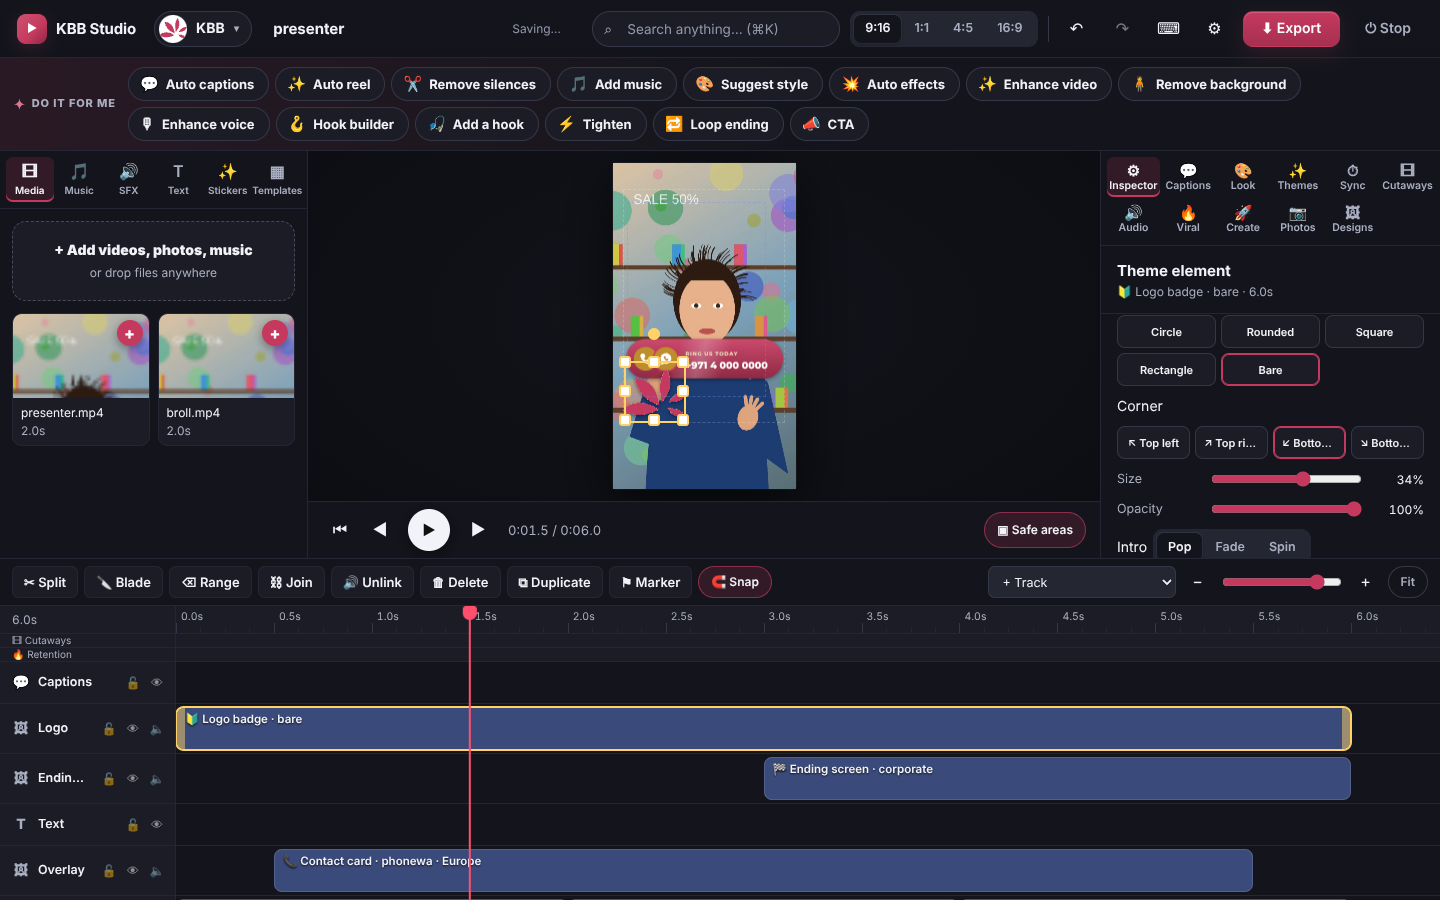 KBB Studio
KBB
presenter
Saving...
Search anything... (⌘K)
9:16
1:1
4:5
16:9
Export
Stop
DO IT FOR ME
Auto captions
Auto reel
Remove silences
Add music
Suggest style
Auto effects
Enhance video
Remove background
Enhance voice
Hook builder
Add a hook
Tighten
Loop ending
CTA
Media
Music
SFX
Text
Stickers
Templates
+ Add videos, photos, music
or drop files anywhere
presenter.mp4
2.0s
broll.mp4
2.0s
SALE 50%
RING US TODAY
971 4 000 0000
0:01.5 / 0:06.0
Safe areas
Inspector
Captions
Look
Themes
Sync
Cutaways
Audio
Viral
Create
Photos
Designs
Theme element
Logo badge · bare · 6.0s
Circle
Rounded
Square
Rectangle
Bare
Corner
Top left
Top ri...
Botto...
Botto...
Size
34%
Opacity
100%
Intro
Pop
Fade
Spin
Split
Blade
Range
Join
Unlink
Delete
Duplicate
Marker
Snap
+ Track
Fit
6.0s
0.0s
0.5s
1.0s
1.5s
2.0s
2.5s
3.0s
3.5s
4.0s
4.5s
5.0s
5.5s
6.0s
Cutaways
Retention
Captions
Logo
Logo badge · bare
Endin...
Ending screen · corporate
Text
Overlay
Contact card · phonewa · Europe